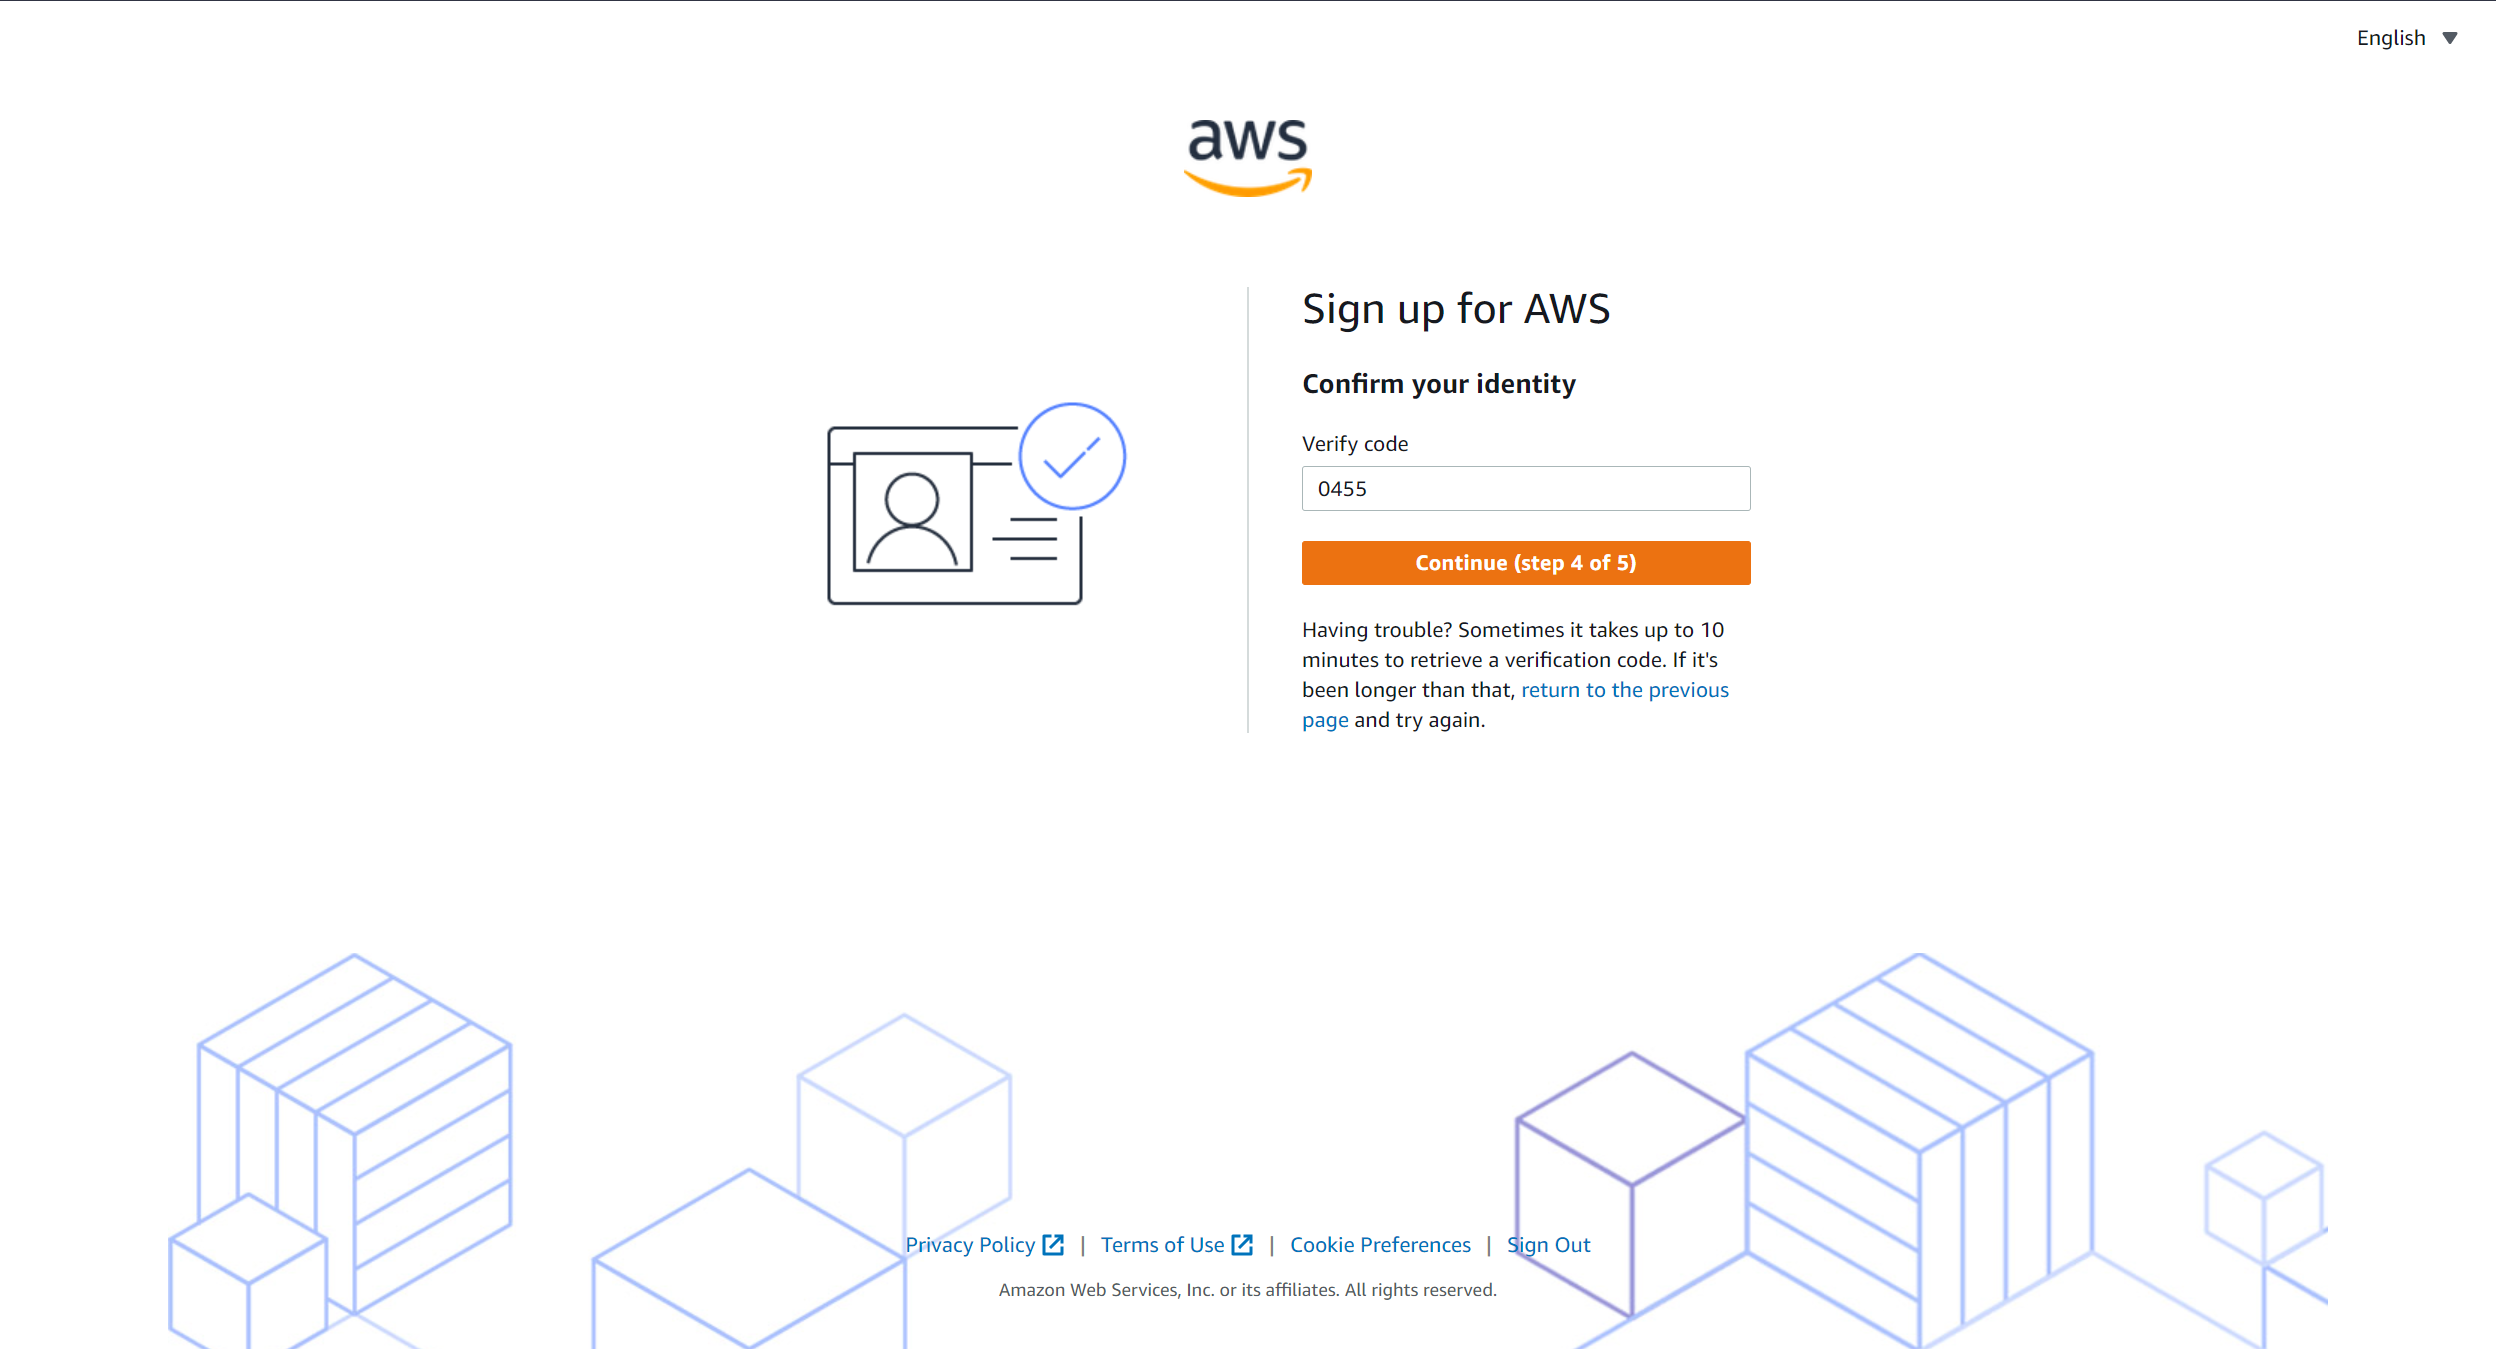 English
aws
Sign up for AWS
Confirm your identity
Verify code
0455
Continue (step 4 of 5)
Having trouble? Sometimes it takes up to 10
minutes to retrieve a verification code. If it's
been longer than that, return to the previous
page and try again.
Privacy Policy | Terms of Use | Cookie Preferences | Sign Out
Amazon Web Services, Inc. or its affiliates. All rights reserved.